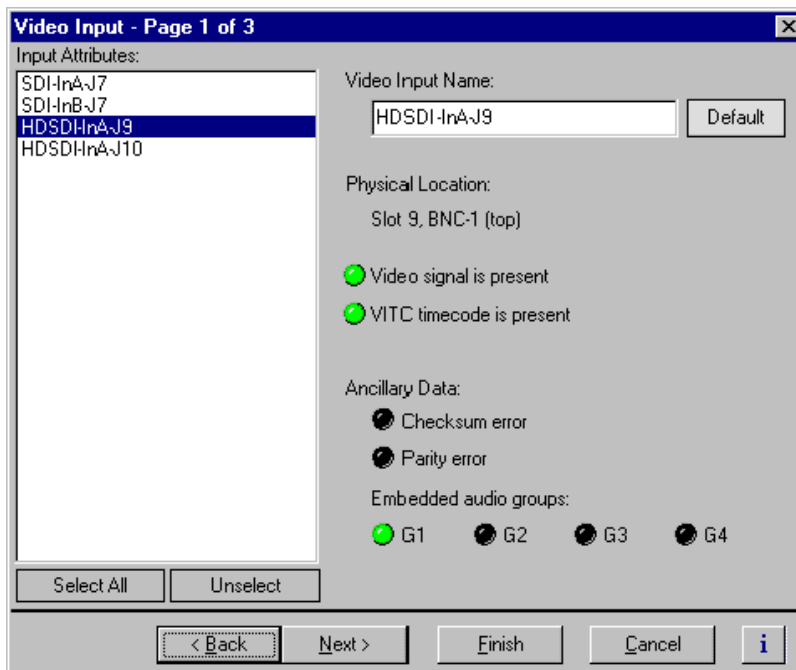 Video Input - Page 1 of 3
Input Attributes:
SDI-InA-J7
SDI-InB-J7
HDSDI-InA-J9
HDSDI-InA-J10
Select All
Unselect
Video Input Name:
HDSDI-InA-J9
Default
Physical Location:
Slot 9, BNC-1 (top)
Video signal is present
VITC timecode is present
Ancillary Data:
Checksum error
Parity error
Embedded audio groups:
G1 G2 G3 G4
< Back Next > Finish Cancel i